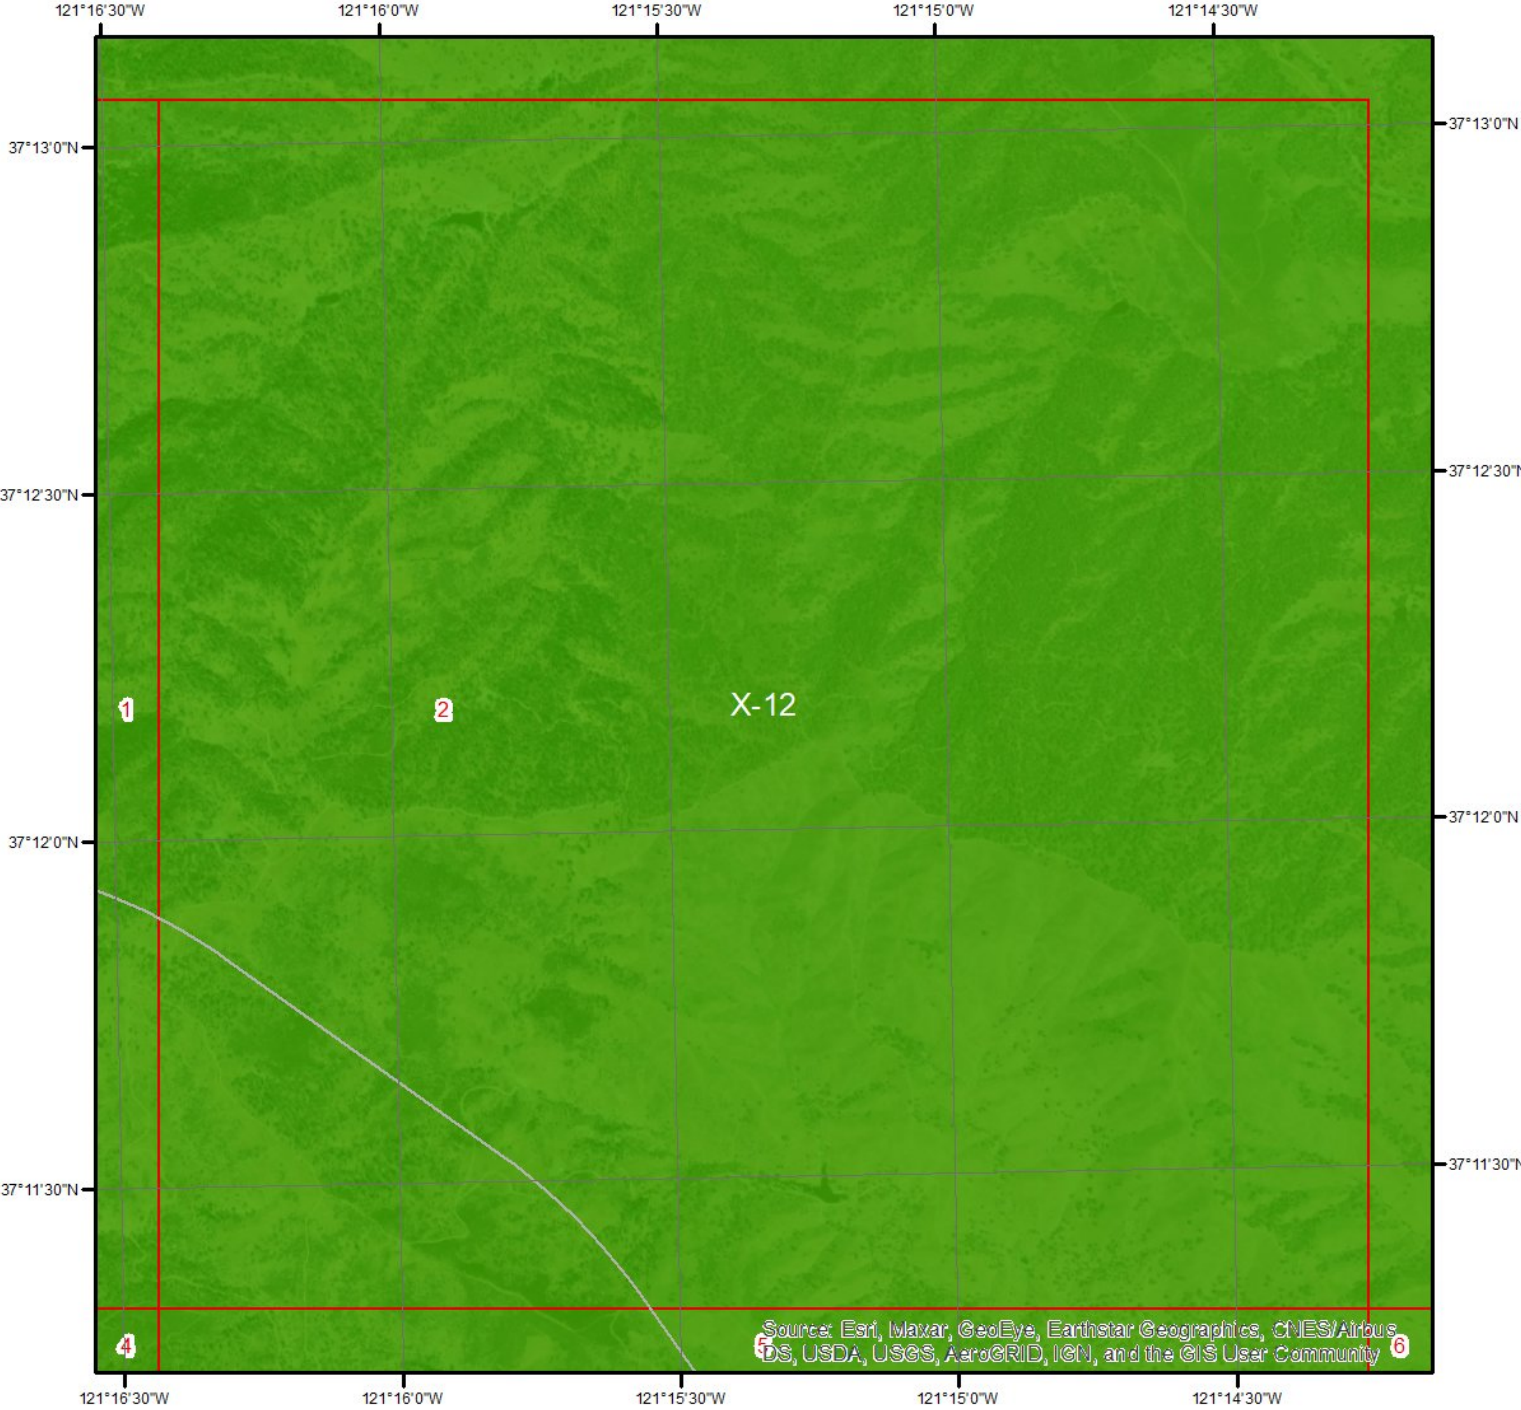 121°16'30"W 121°16'0"W 121°15'30"W 121°15'0"W 121°14'30"W
37°13'0"N 37°13'0"N
37°12'30"N 37°12'30"N
1 2 X-12
37°12'0"N 37°12'0"N
37°11'30"N 37°11'30"N
4 5 Source: Esri, Maxar, GeoEye, Earthstar Geographics, CNES/Airbus 6
DS, USDA, USGS, AeroGRID, IGN, and the GIS User Community
121°16'30"W 121°16'0"W 121°15'30"W 121°15'0"W 121°14'30"W